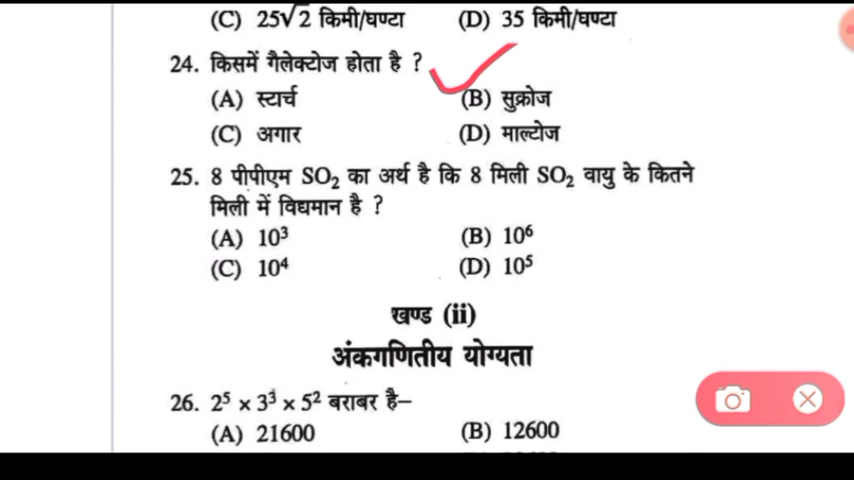 (C) 25√2 किमी/घण्टा (D) 35 किमी/घण्टा
24. किसमें गैलेक्टोज होता है ?
(A) स्टार्च (B) सुक्रोज
(C) अगार (D) माल्टोज
25. 8 पीपीएम SO₂ का अर्थ है कि 8 मिली SO₂ वायु के कितने
मिली में विद्यमान है ?
(A) 10³ (B) 10⁶
(C) 10⁴ (D) 10⁵
खण्ड (ii)
अंकगणितीय योग्यता
26. 2⁵ × 3³ × 5² बराबर है–
(A) 21600 (B) 12600